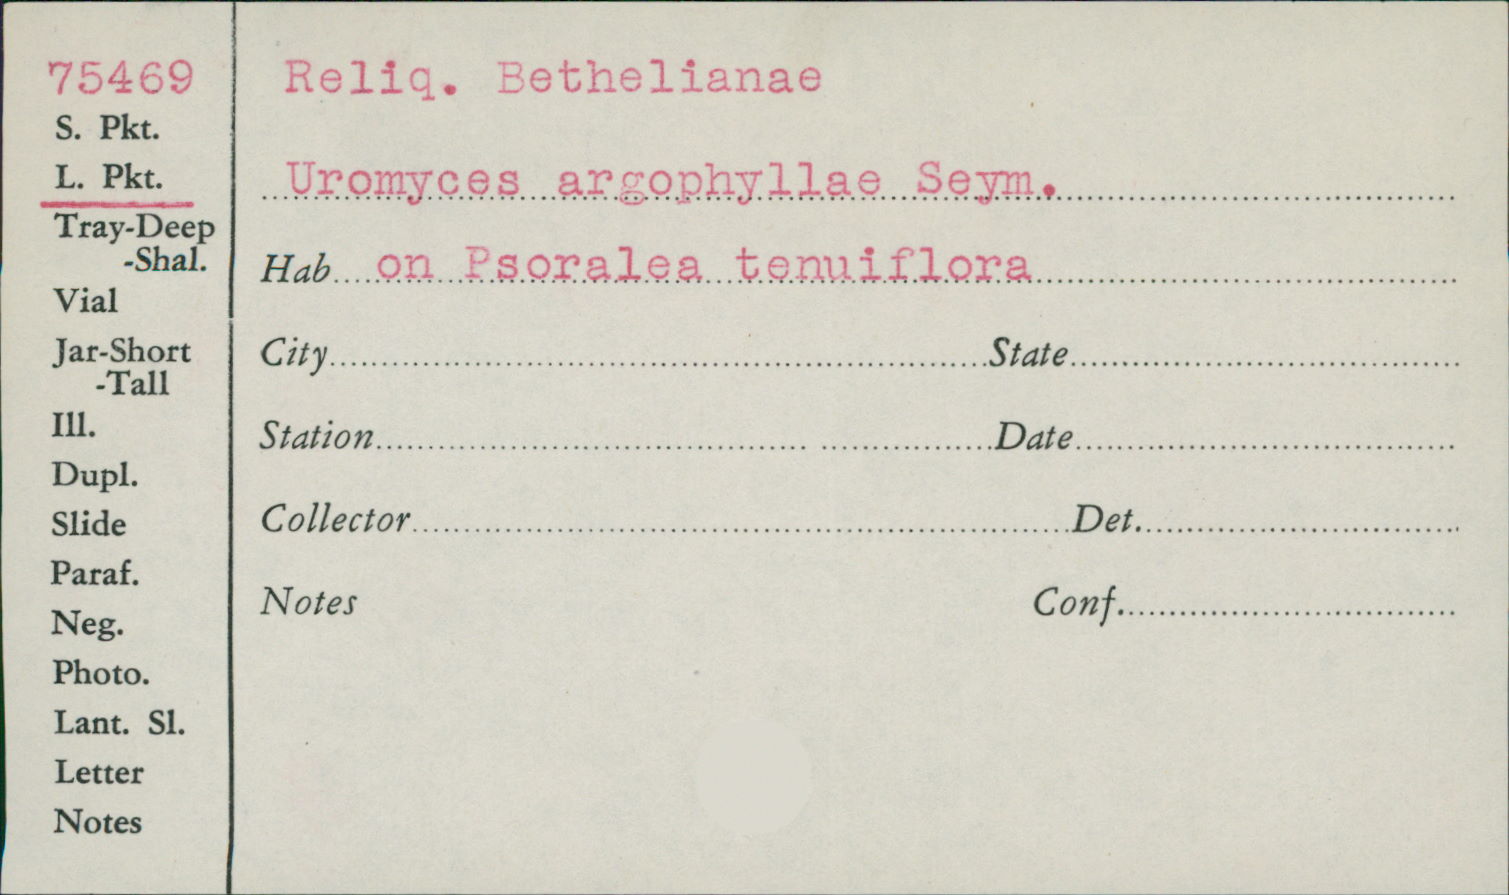 75469
S. Pkt.
L. Pkt.
Tray-Deep
-Shal.
Vial
Jar-Short
-Tall
Ill.
Dupl.
Slide
Paraf.
Neg.
Photo.
Lant. Sl.
Letter
Notes
Reliq. Bethelianae
Uromyces argophyllae Seym.
Hab. on Psoralea tenuiflora
City State
Station Date
Collector Det.
Notes Conf.